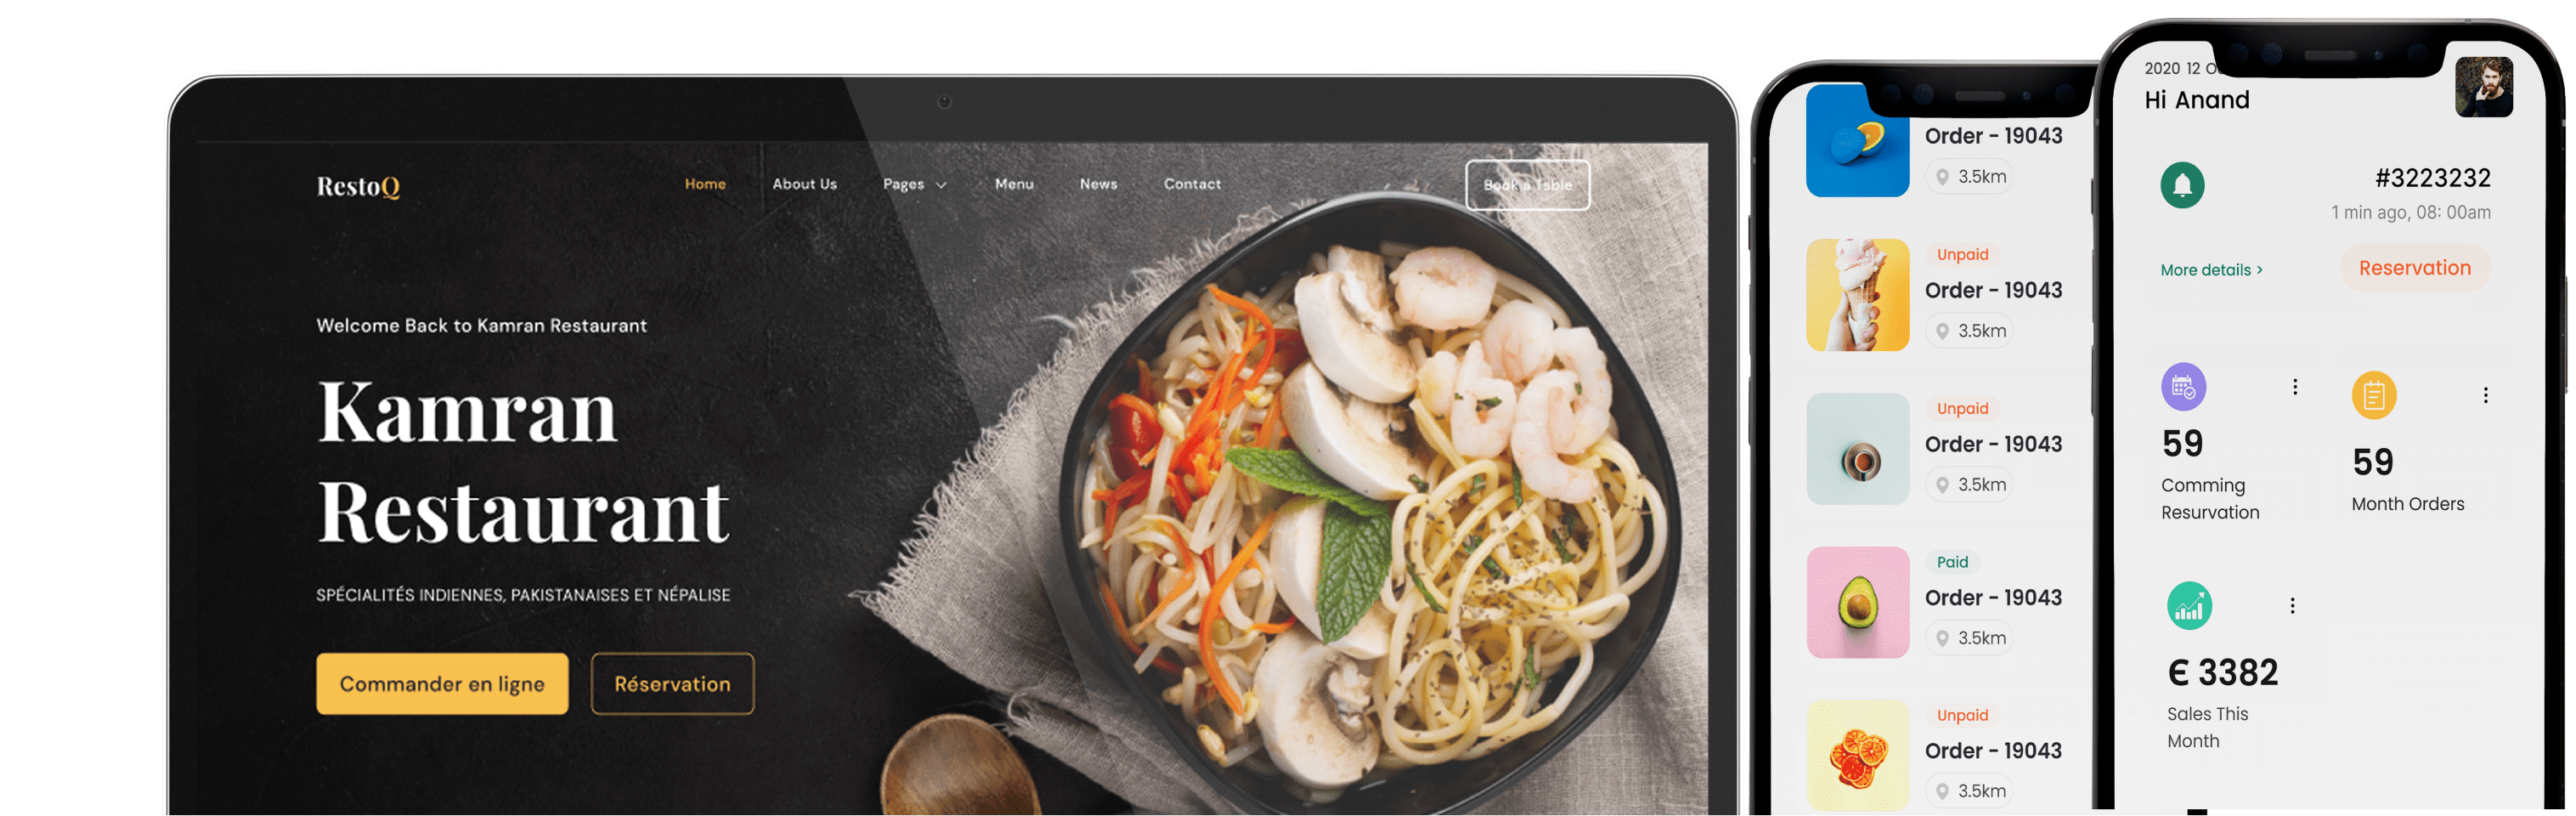 RestoQ
Home
About Us
Pages
Menu
News
Contact
Book a Tsble
Welcome Back to Kamran Restaurant
Kamran
Restaurant
SPÉCIALITÉS INDIENNES, PAKISTANAISES ET NÉPALISE
Commander en ligne
Réservation
Order - 19043
3.5km
Unpaid
Order - 19043
3.5km
Unpaid
Order - 19043
3.5km
Paid
Order - 19043
3.5km
Unpaid
Order - 19043
3.5km
2020 12
Hi Anand
#3223232
1 min ago, 08: 00am
More details >
Reservation
59
Comming
Resurvation
59
Month Orders
€ 3382
Sales This
Month